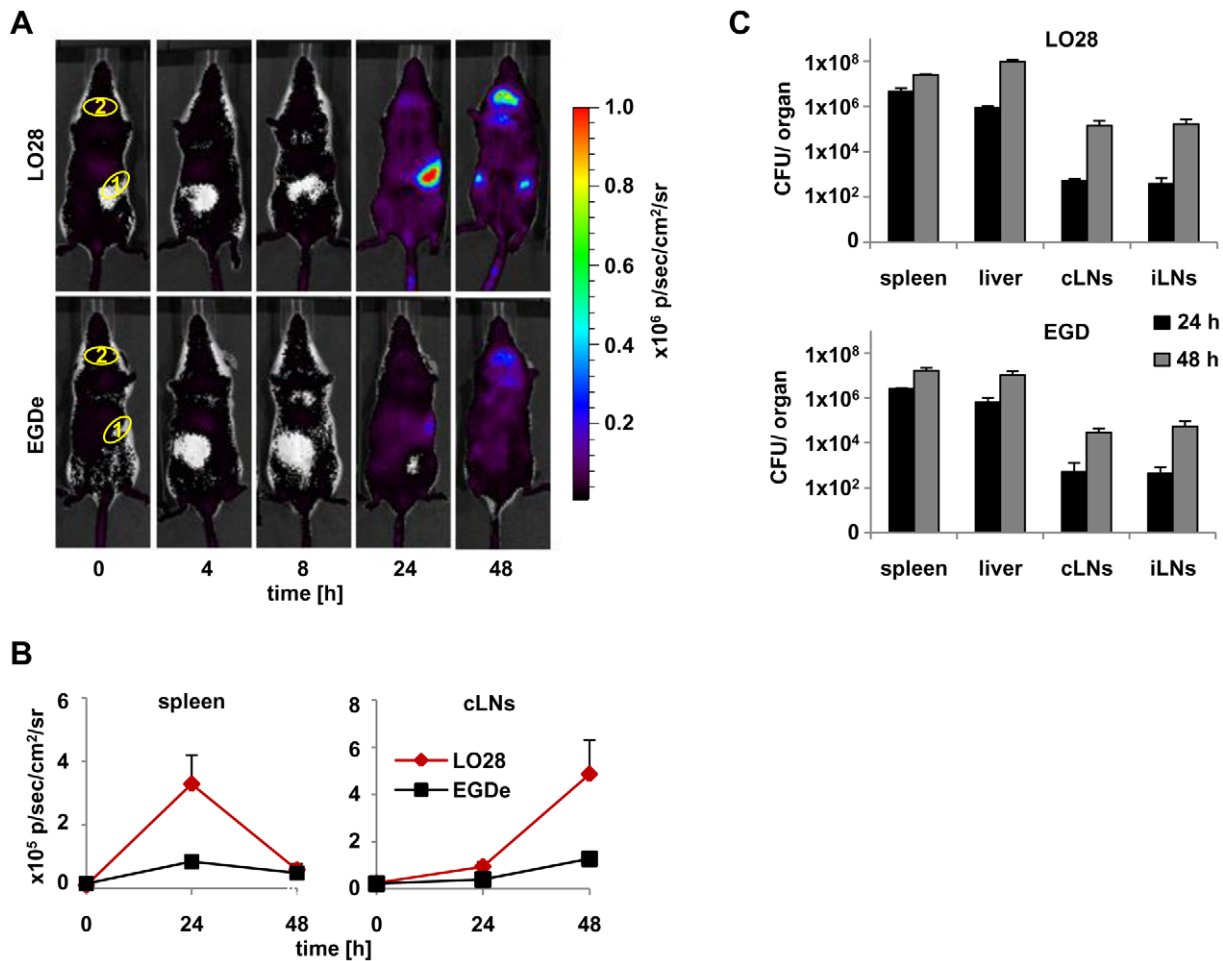 A
LO28
2
1
EGDe
2
1
0 4 8 24 48
time [h]
1.0
0.8
0.6
0.4
0.2
x10⁶ p/sec/cm²/sr
B
spleen
x10⁵ p/sec/cm²/sr
6
4
2
0
0 24 48
cLNs
8
6
4
2
0
LO28
EGDe
0 24 48
time [h]
C
LO28
CFU/ organ
1x10⁸
1x10⁶
1x10⁴
1x10²
0
spleen liver cLNs iLNs
24 h
48 h
EGD
CFU/ organ
1x10⁸
1x10⁶
1x10⁴
1x10²
0
spleen liver cLNs iLNs